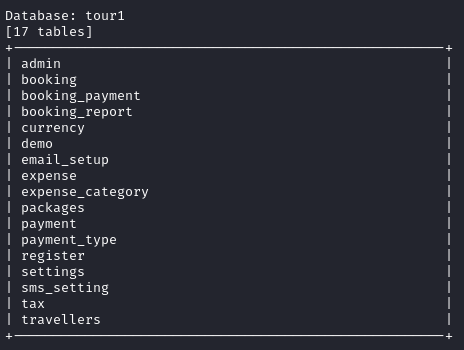 Database: tour1
[17 tables]
+------------------------------------------------------+
| admin                                                |
| booking                                              |
| booking_payment                                      |
| booking_report                                       |
| currency                                             |
| demo                                                 |
| email_setup                                          |
| expense                                              |
| expense_category                                     |
| packages                                             |
| payment                                              |
| payment_type                                         |
| register                                             |
| settings                                             |
| sms_setting                                          |
| tax                                                  |
| travellers                                           |
+------------------------------------------------------+